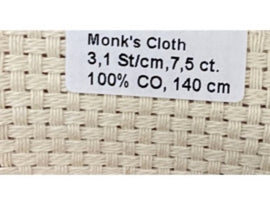 Monk's Cloth
3,1 St/cm,7,5 ct.
100% CO, 140 cm